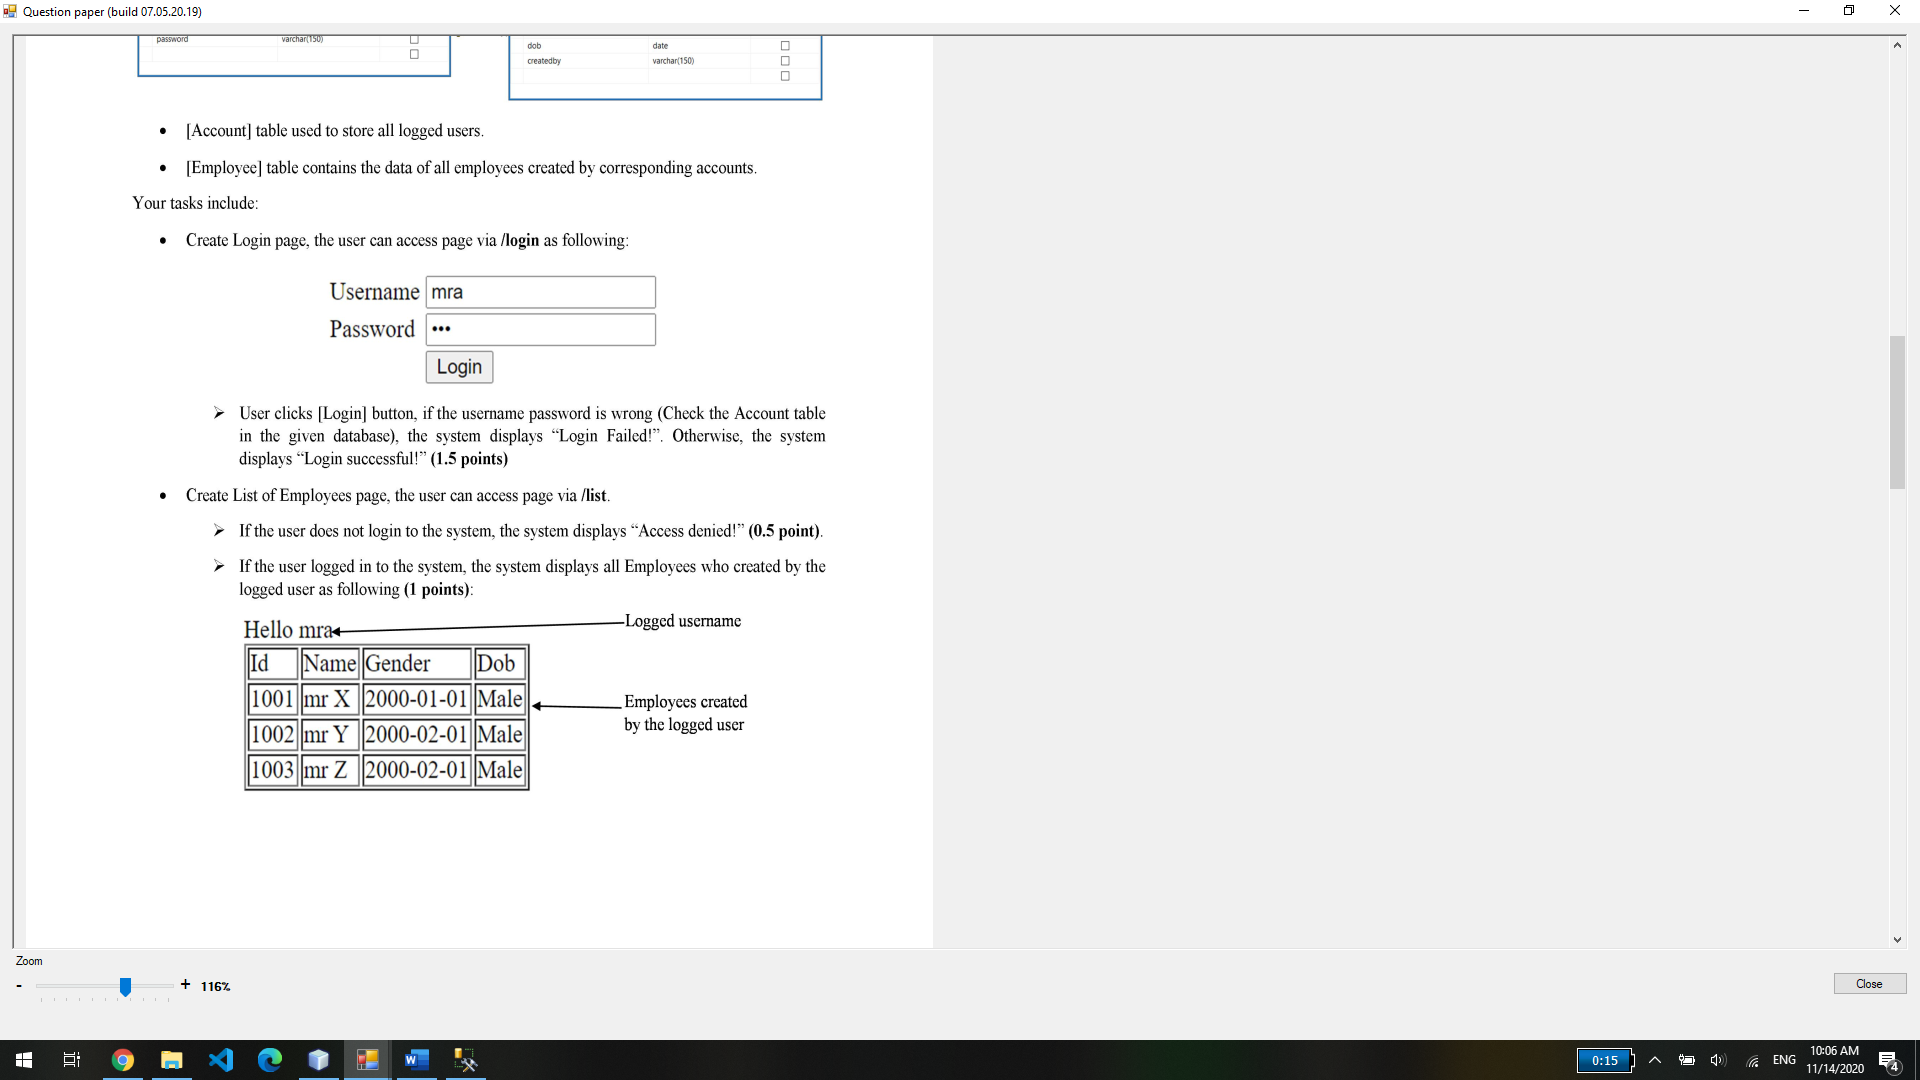 Question paper (build 07.05.20.19)
password varchar(150)
dob date
createdby varchar(150)
• [Account] table used to store all logged users.
• [Employee] table contains the data of all employees created by corresponding accounts.
Your tasks include:
• Create Login page, the user can access page via /login as following:
Username mra
Password •••
Login
➢ User clicks [Login] button, if the username password is wrong (Check the Account table
in the given database), the system displays “Login Failed!”. Otherwise, the system
displays “Login successful!” (1.5 points)
• Create List of Employees page, the user can access page via /list.
➢ If the user does not login to the system, the system displays “Access denied!” (0.5 point).
➢ If the user logged in to the system, the system displays all Employees who created by the
logged user as following (1 points):
Hello mra Logged username
Id Name Gender Dob
1001 mr X 2000-01-01 Male Employees created
by the logged user
1002 mr Y 2000-02-01 Male
1003 mr Z 2000-02-01 Male
Zoom
- + 116%
Close
0:15 ENG 10:06 AM
11/14/2020 4